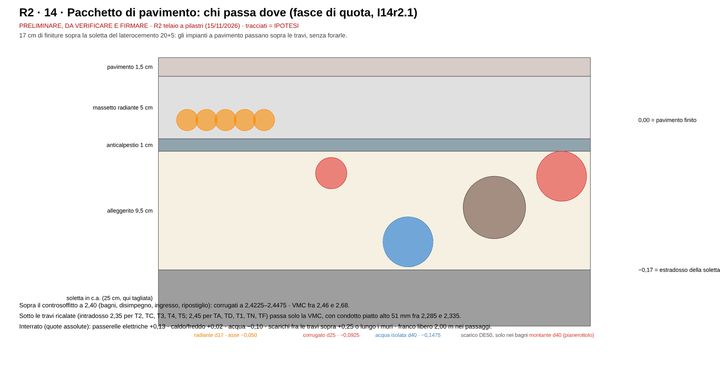 R2 · 14 · Pacchetto di pavimento: chi passa dove (fasce di quota, I14r2.1)
PRELIMINARE, DA VERIFICARE E FIRMARE · R2 telaio a pilastri (15/11/2026) · tracciati = IPOTESI
17 cm di finiture sopra la soletta del laterocemento 20+5: gli impianti a pavimento passano sopra le travi, senza forarle.
pavimento 1,5 cm
massetto radiante 5 cm
0,00 = pavimento finito
anticalpestio 1 cm
alleggerito 9,5 cm
−0,17 = estradosso della soletta
soletta in c.a. (25 cm, qui tagliata)
Sopra il controsoffitto a 2,40 (bagni, disimpegno, ingresso, ripostiglio): corrugati a 2,4225–2,4475 · VMC fra 2,46 e 2,68.
Sotto le travi ricalate (intradosso 2,35 per T2, TC, T3, T4, T5; 2,45 per TA, TD, T1, TN, TF) passa solo la VMC, con condotto piatto alto 51 mm fra 2,285 e 2,335.
Interrato (quote assolute): passerelle elettriche +0,13 · caldo/freddo +0,02 · acqua −0,10 · scarichi fra le travi sopra +0,25 o lungo i muri · franco libero 2,00 m nei passaggi.
radiante d17 · asse −0,050
corrugato d25 · −0,0925
acqua isolata d40 · −0,1475
scarico DE50, solo nei bagni
montante d40 (pianerottolo)